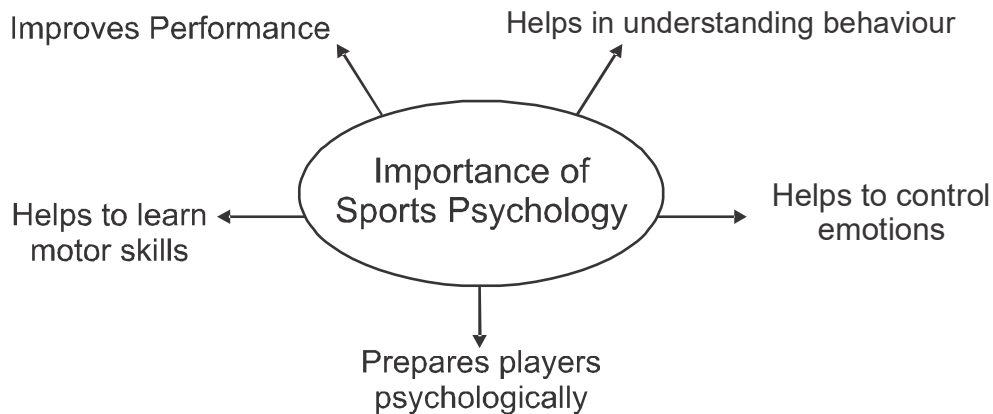 Improves Performance
Helps in understanding behaviour
Importance of
Sports Psychology
Helps to learn
motor skills
Helps to control
emotions
Prepares players
psychologically